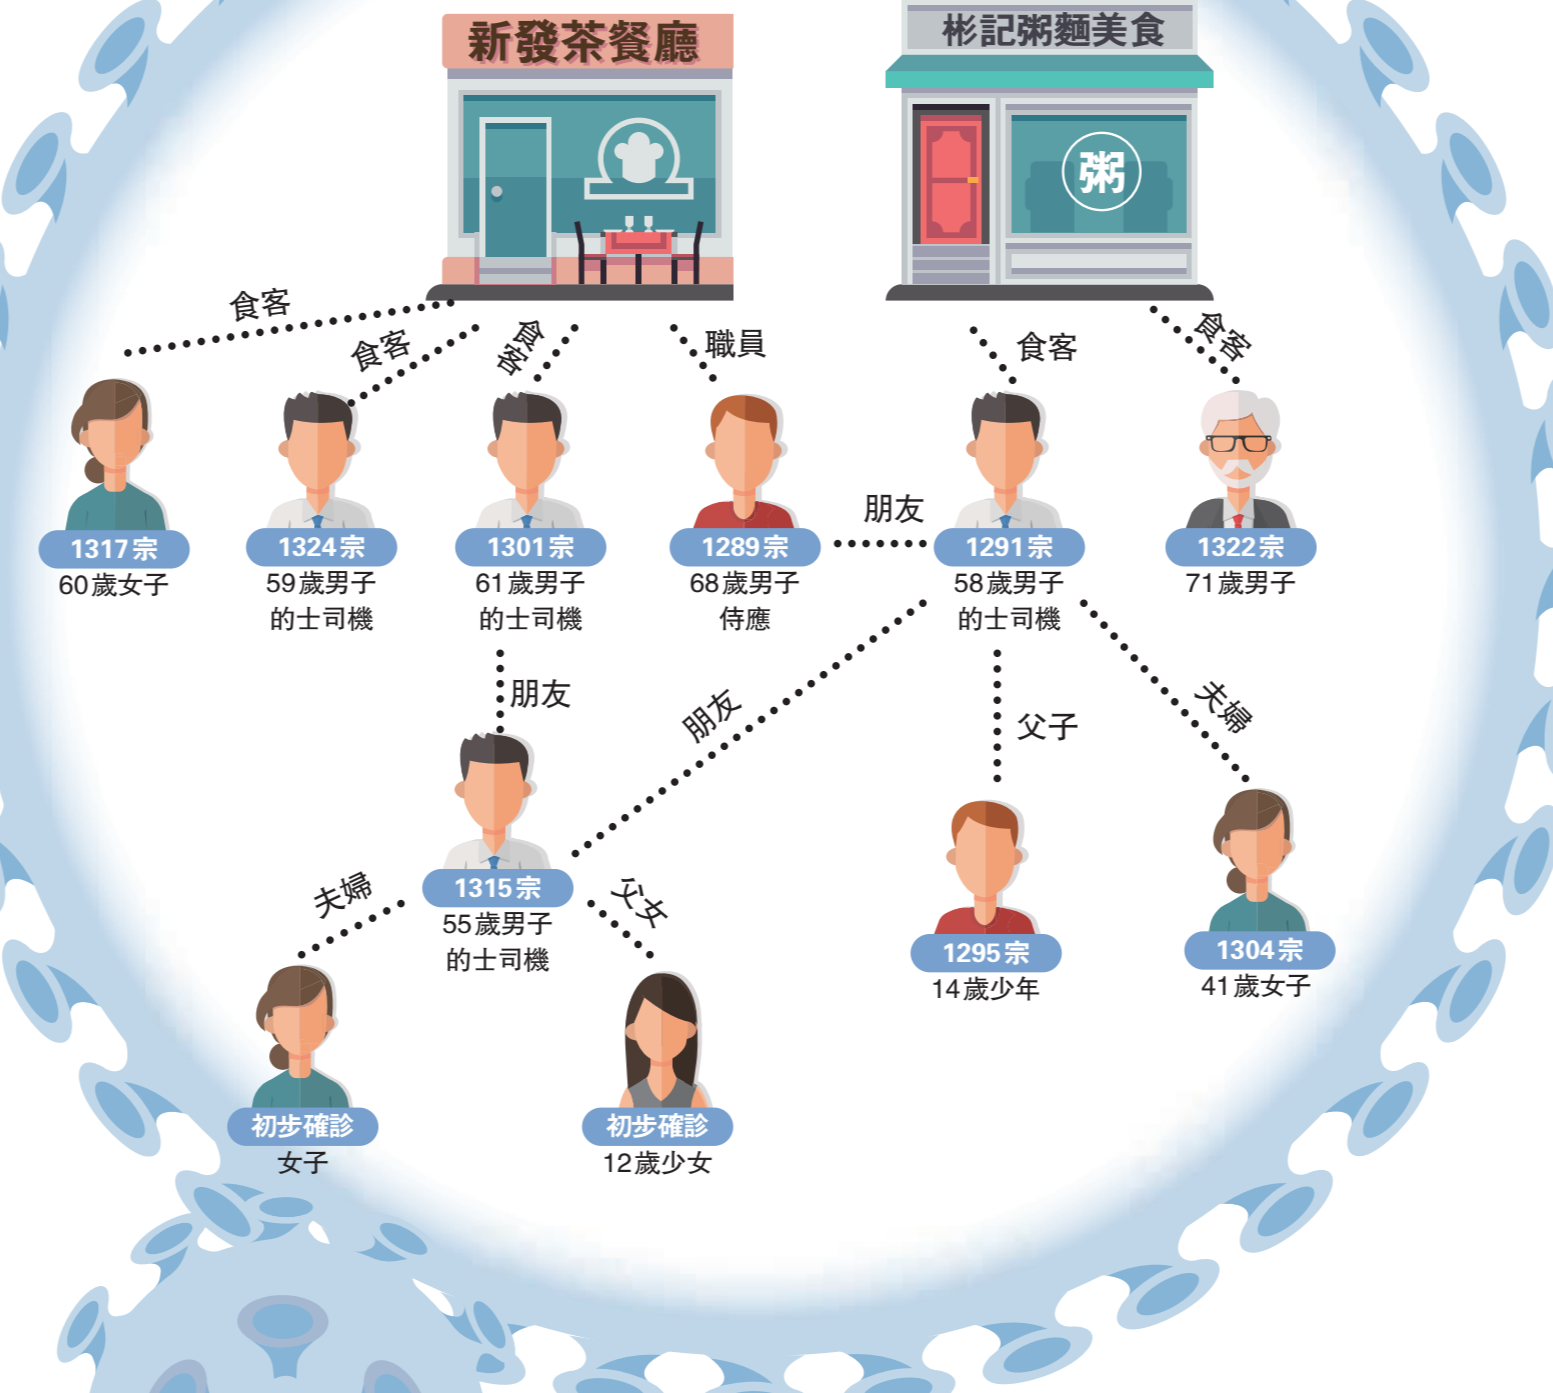 新發茶餐廳
彬記粥麵美食
粥
食客
食客
食客
職員
食客
食客
1317宗
60歲女子
1324宗
59歲男子
的士司機
1301宗
61歲男子
的士司機
1289宗
68歲男子
侍應
朋友
1291宗
58歲男子
的士司機
1322宗
71歲男子
朋友
朋友
父子
夫婦
1315宗
55歲男子
的士司機
夫婦
父女
1295宗
14歲少年
1304宗
41歲女子
初步確診
女子
初步確診
12歲少女